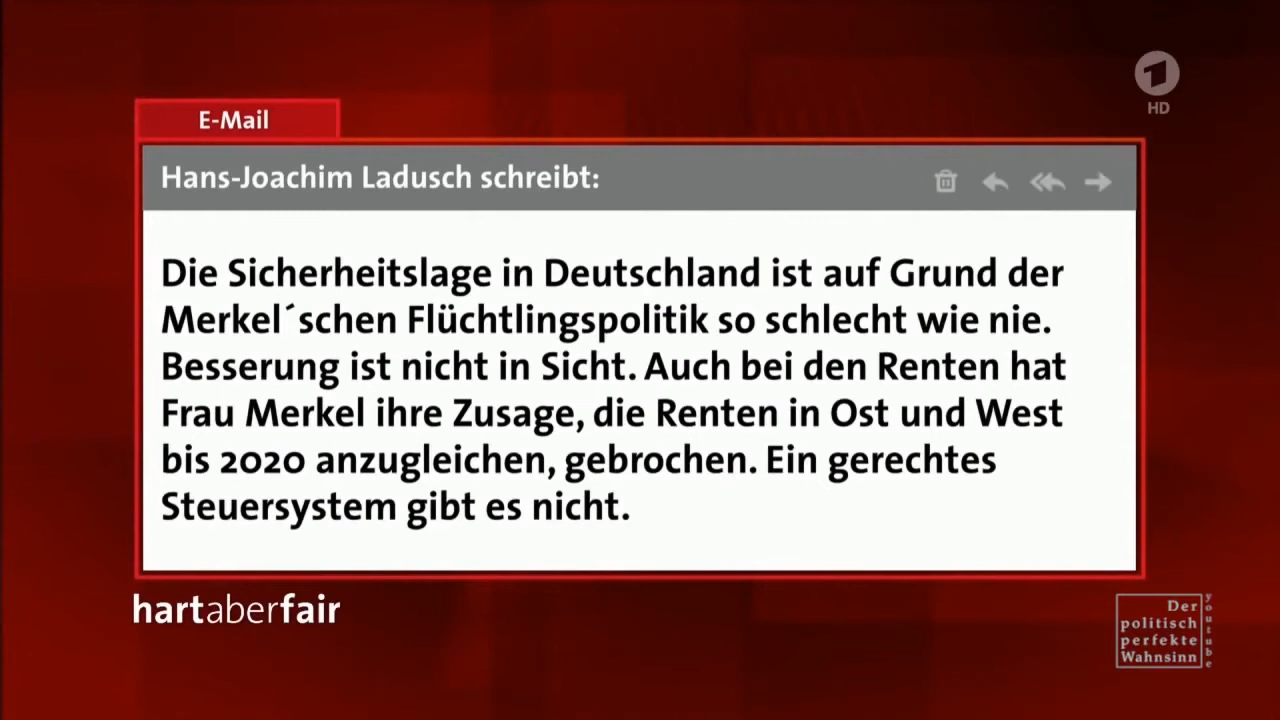 1
HD
E-Mail
Hans-Joachim Ladusch schreibt:
Die Sicherheitslage in Deutschland ist auf Grund der
Merkel´schen Flüchtlingspolitik so schlecht wie nie.
Besserung ist nicht in Sicht. Auch bei den Renten hat
Frau Merkel ihre Zusage, die Renten in Ost und West
bis 2020 anzugleichen, gebrochen. Ein gerechtes
Steuersystem gibt es nicht.
hartaberfair
Der
politisch
perfekte
Wahnsinn
youtube